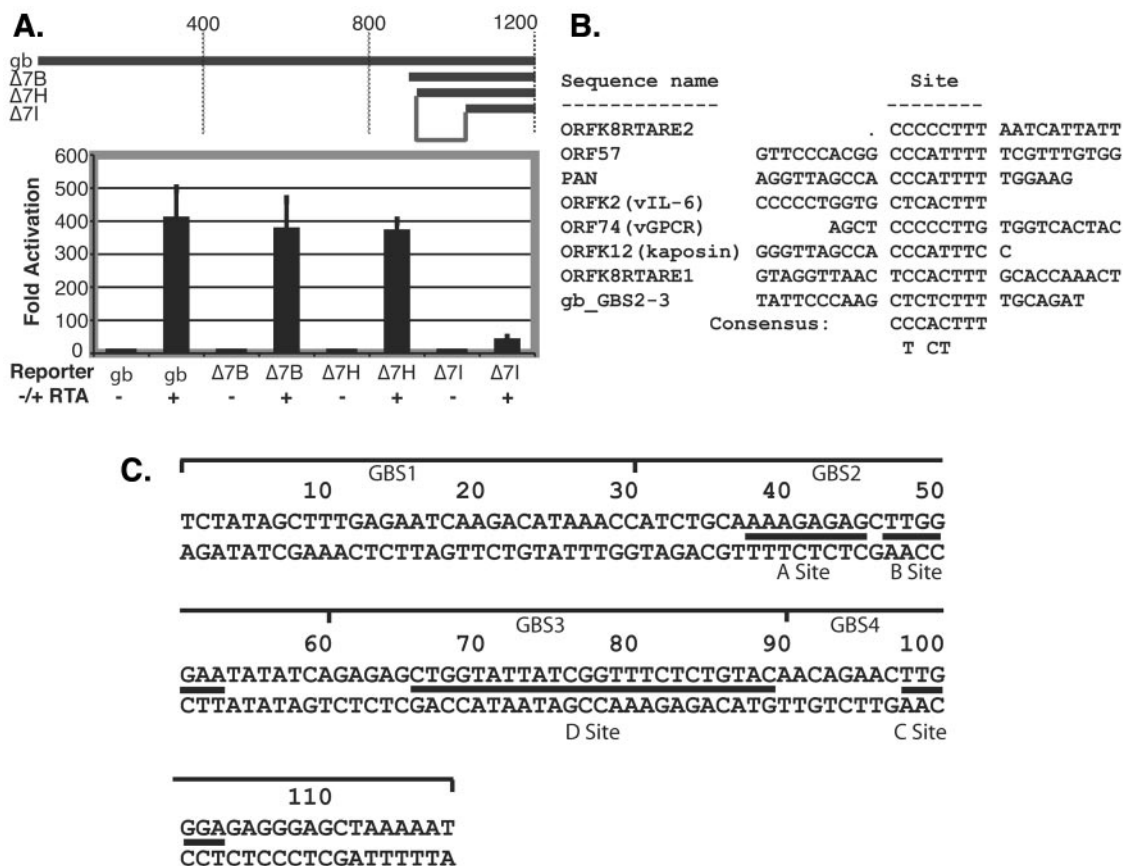 A.
400 800 1200
gb
Δ7B
Δ7H
Δ7I
600
500
400
300
200
100
0
Fold Activation
Reporter gb gb Δ7B Δ7B Δ7H Δ7H Δ7I Δ7I
-/+ RTA - + - + - + - +
B.
Sequence name Site
------------- --------
ORFK8RTARE2 . CCCCCTTT AATCATTATT
ORF57 GTTCCCACGG CCCATTTT TCGTTTGTGG
PAN AGGTTAGCCA CCCATTTT TGGAAG
ORFK2(vIL-6) CCCCCTGGTG CTCACTTT
ORF74(vGPCR) AGCT CCCCCTTG TGGTCACTAC
ORFK12(kaposin) GGGTTAGCCA CCCATTTC C
ORFK8RTARE1 GTAGGTTAAC TCCACTTT GCACCAAACT
gb_GBS2-3 TATTCCCAAG CTCTCTTT TGCAGAT
Consensus: CCCACTTT
T CT
C.
GBS1 GBS2
10 20 30 40 50
TCTATAGCTTTGAGAATCAAGACATAAACCATCTGCAAAAGAGAGCTTGG
AGATATCGAAACTCTTAGTTCTGTATTTGGTAGACGTTTTCTCTCGAACC
A Site B Site
GBS3 GBS4
60 70 80 90 100
GAATATATCAGAGAGCTGGTATTATCGGTTTCTCTGTACAACAGAACTTG
CTTATATAGTCTCTCGACCATAATAGCCAAAGAGACATGTTGTCTTGAAC
D Site C Site
110
GGAGAGGGAGCTAAAAAT
CCTCTCCCTCGATTTTTA